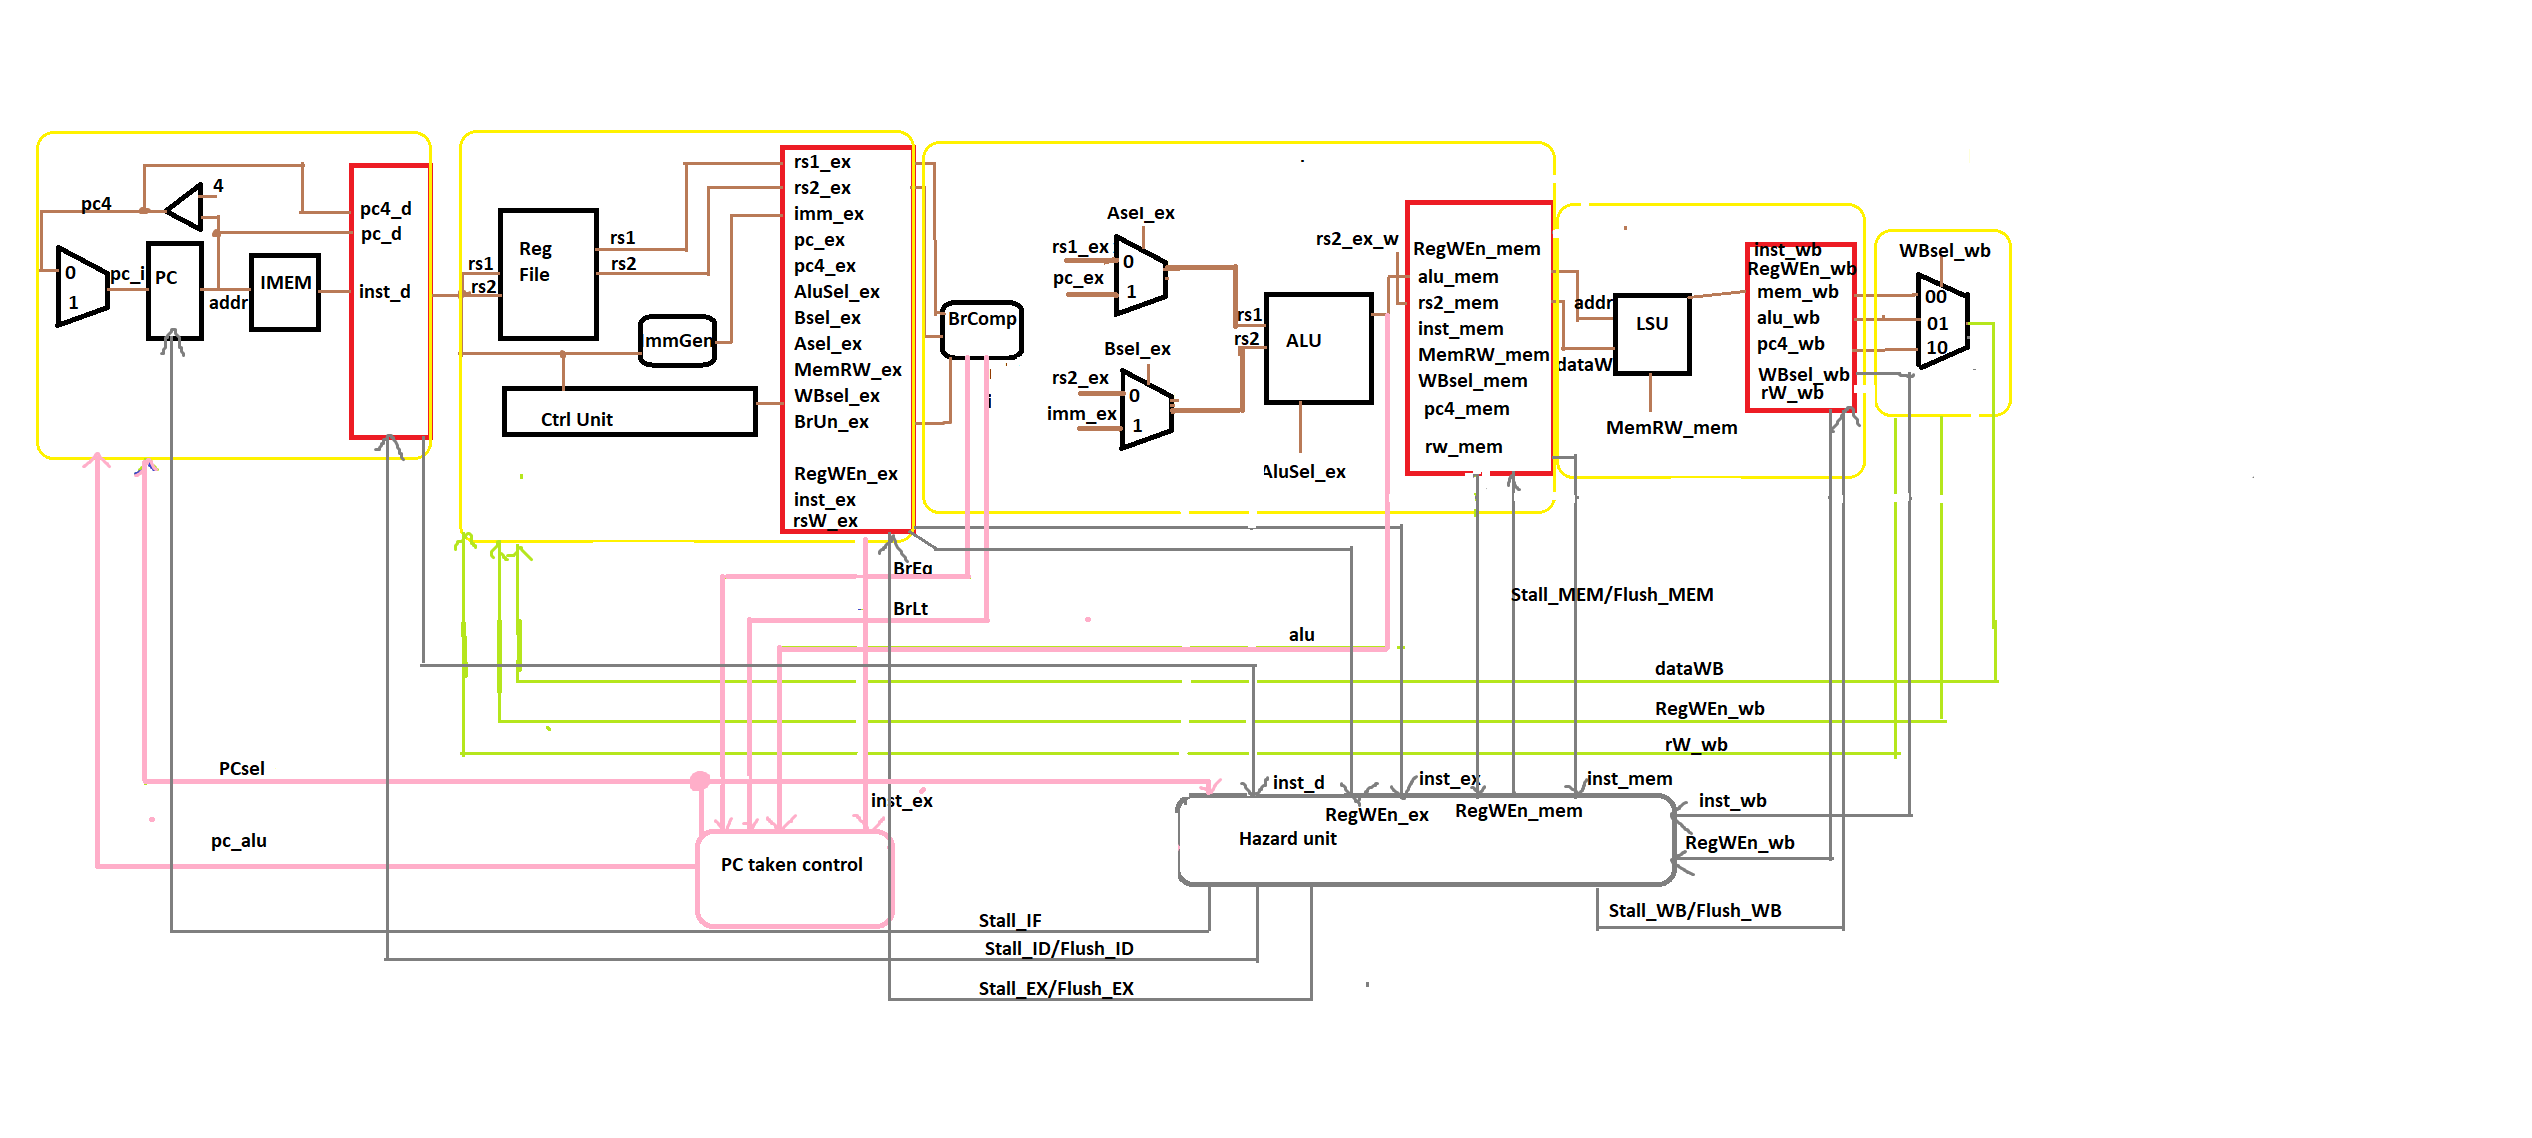 4
pc4
pc4_d
pc_d
0
1
pc_i
PC
addr
IMEM
inst_d
rs1
rs2
Reg
File
rs1
rs2
ImmGen
Ctrl Unit
rs1_ex
rs2_ex
imm_ex
pc_ex
pc4_ex
AluSel_ex
Bsel_ex
Asel_ex
MemRW_ex
WBsel_ex
BrUn_ex
RegWEn_ex
inst_ex
rsW_ex
BrComp
Asel_ex
rs1_ex
0
pc_ex
1
Bsel_ex
rs2_ex
0
imm_ex
1
rs1
rs2
ALU
AluSel_ex
rs2_ex_w
RegWEn_mem
alu_mem
rs2_mem
inst_mem
MemRW_mem
WBsel_mem
pc4_mem
rw_mem
addr
dataW
LSU
MemRW_mem
inst_wb
RegWEn_wb
mem_wb
alu_wb
pc4_wb
WBsel_wb
rW_wb
WBsel_wb
00
01
10
BrEq
BrLt
alu
Stall_MEM/Flush_MEM
dataWB
RegWEn_wb
rW_wb
PCsel
inst_ex
pc_alu
PC taken control
inst_d
inst_ex
inst_mem
RegWEn_ex
RegWEn_mem
Hazard unit
inst_wb
RegWEn_wb
Stall_IF
Stall_ID/Flush_ID
Stall_EX/Flush_EX
Stall_WB/Flush_WB